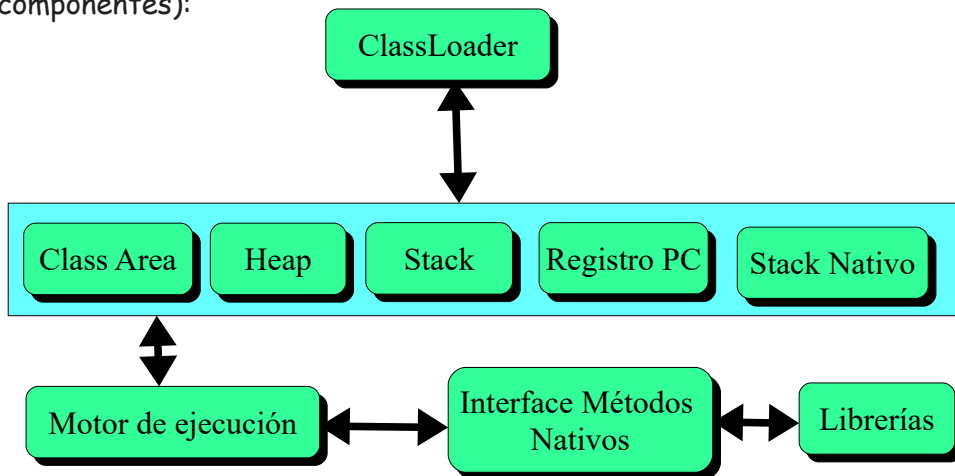 componentes):
ClassLoader
Class Area
Heap
Stack
Registro PC
Stack Nativo
Motor de ejecución
Interface Métodos
Nativos
Librerías